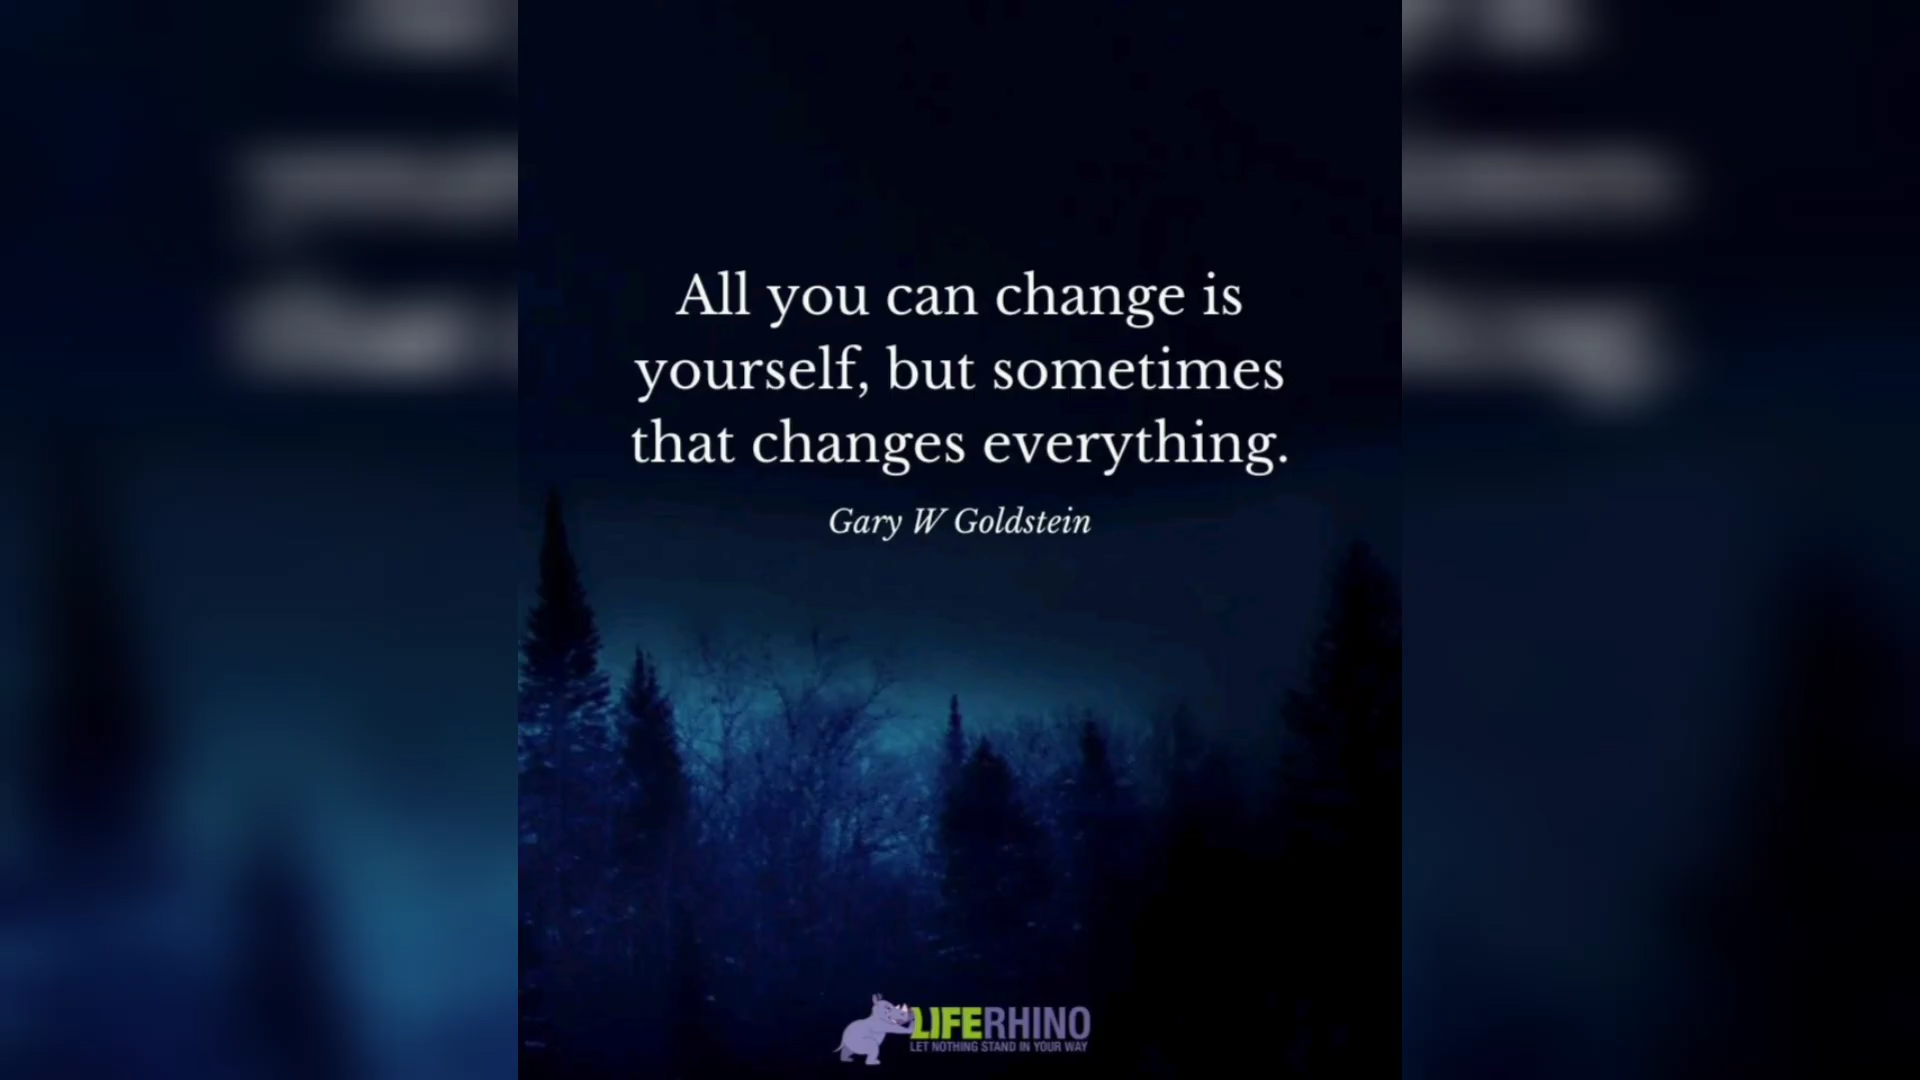 All you can change is
yourself, but sometimes
that changes everything.
Gary W Goldstein
LIFERHINO
LET NOTHING STAND IN YOUR WAY